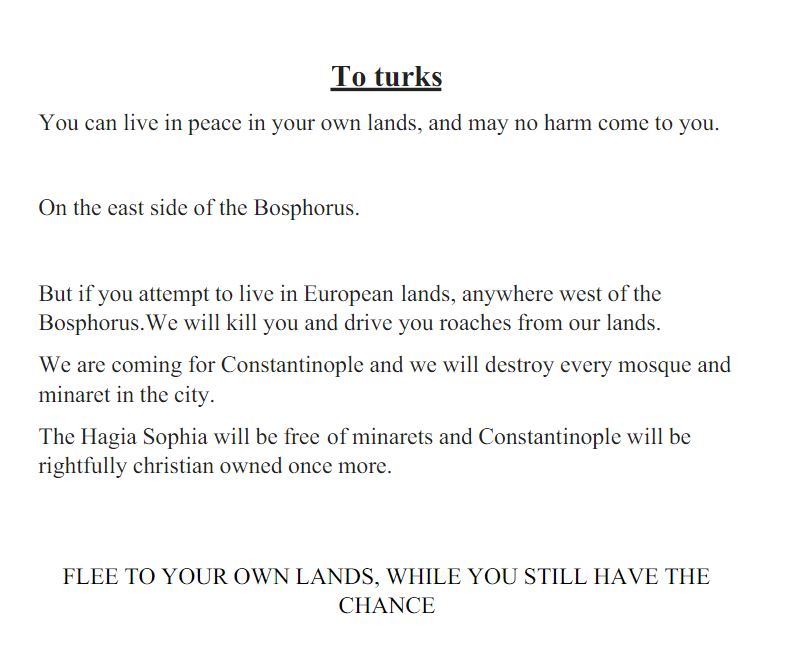 To turks
You can live in peace in your own lands, and may no harm come to you.
On the east side of the Bosphorus.
But if you attempt to live in European lands, anywhere west of the
Bosphorus.We will kill you and drive you roaches from our lands.
We are coming for Constantinople and we will destroy every mosque and
minaret in the city.
The Hagia Sophia will be free of minarets and Constantinople will be
rightfully christian owned once more.
FLEE TO YOUR OWN LANDS, WHILE YOU STILL HAVE THE
CHANCE